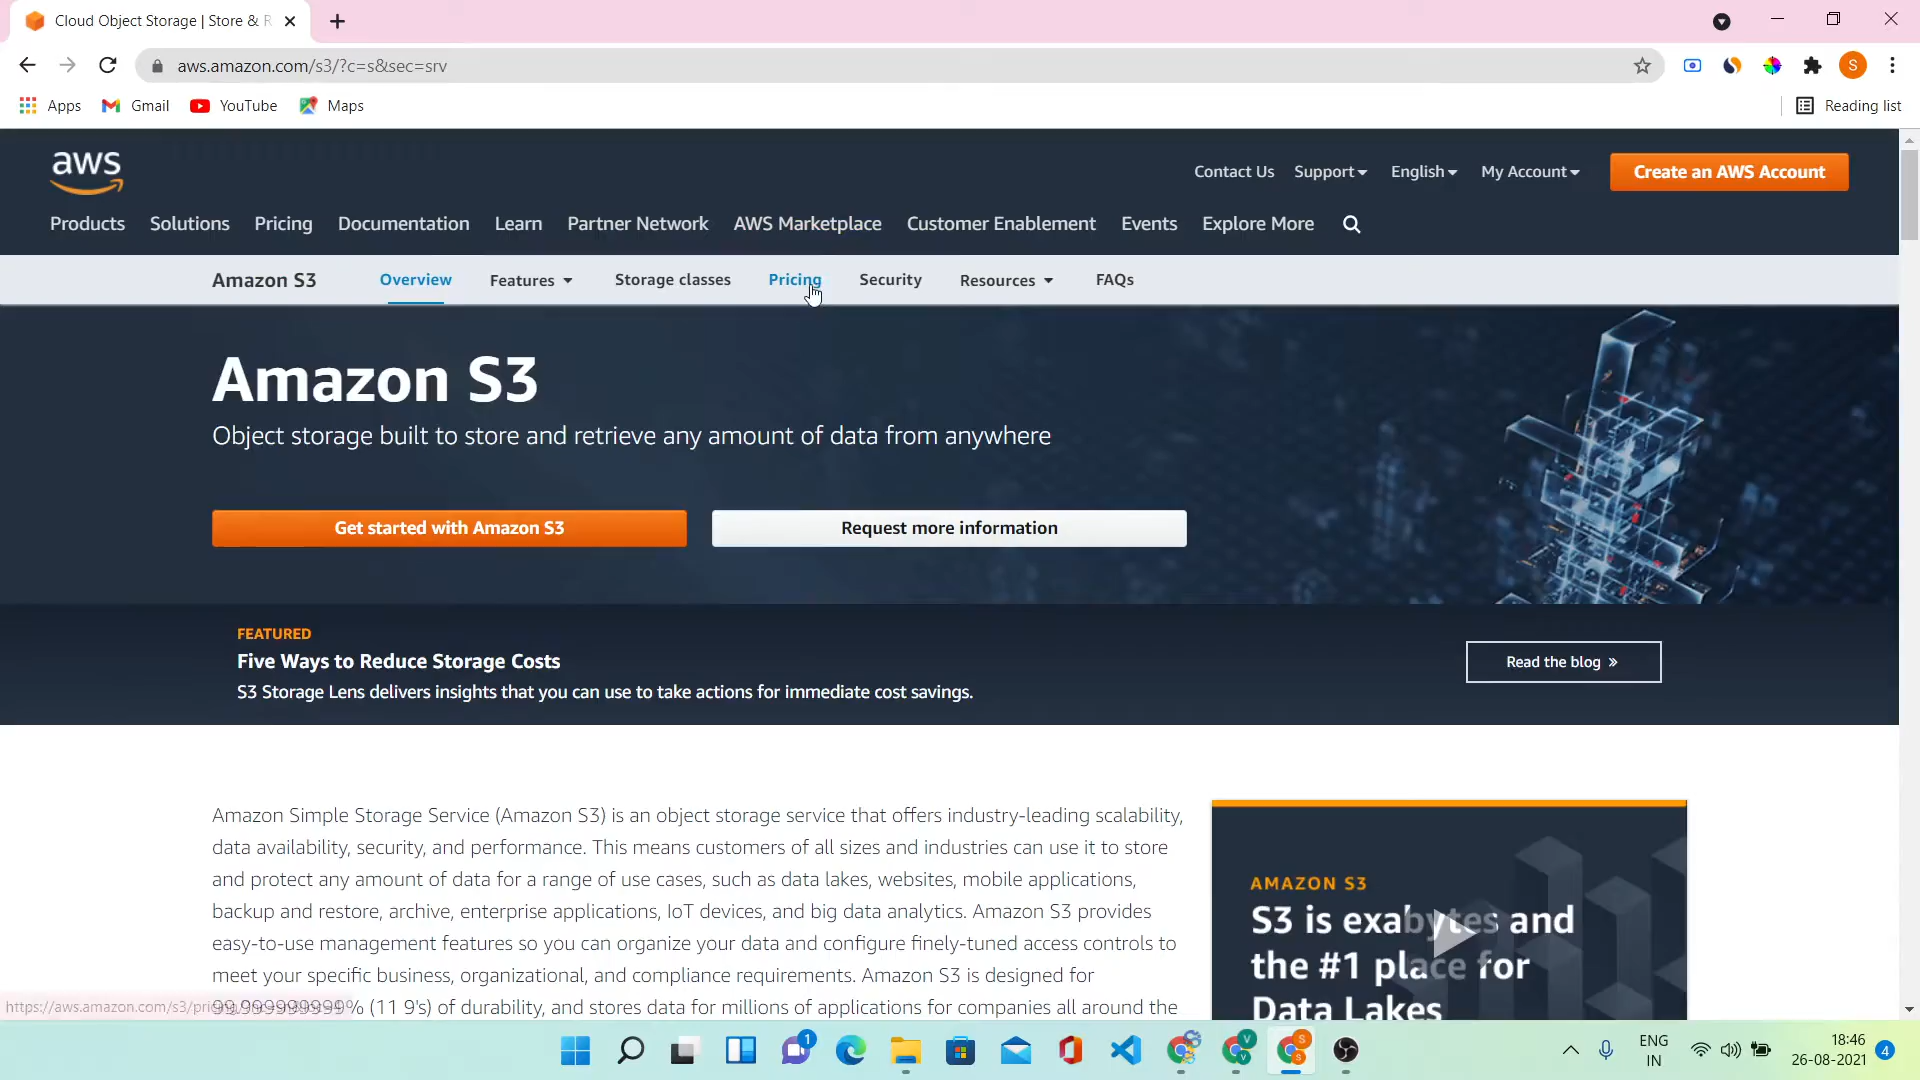 Cloud Object Storage | Store & R
aws.amazon.com/s3/?c=s&sec=srv
S
Apps Gmail YouTube Maps Reading list
aws
Contact Us Support English My Account Create an AWS Account
Products Solutions Pricing Documentation Learn Partner Network AWS Marketplace Customer Enablement Events Explore More
Amazon S3 Overview Features Storage classes Pricing Security Resources FAQs
Amazon S3
Object storage built to store and retrieve any amount of data from anywhere
Get started with Amazon S3 Request more information
FEATURED
Five Ways to Reduce Storage Costs
S3 Storage Lens delivers insights that you can use to take actions for immediate cost savings.
Read the blog »
Amazon Simple Storage Service (Amazon S3) is an object storage service that offers industry-leading scalability,
data availability, security, and performance. This means customers of all sizes and industries can use it to store
and protect any amount of data for a range of use cases, such as data lakes, websites, mobile applications,
backup and restore, archive, enterprise applications, IoT devices, and big data analytics. Amazon S3 provides
easy-to-use management features so you can organize your data and configure finely-tuned access controls to
meet your specific business, organizational, and compliance requirements. Amazon S3 is designed for
99.999999999% (11 9's) of durability, and stores data for millions of applications for companies all around the
AMAZON S3
S3 is exabytes and
the #1 place for
Data Lakes
1
V
V
S
S
ENG
IN
18:46
26-08-2021
4